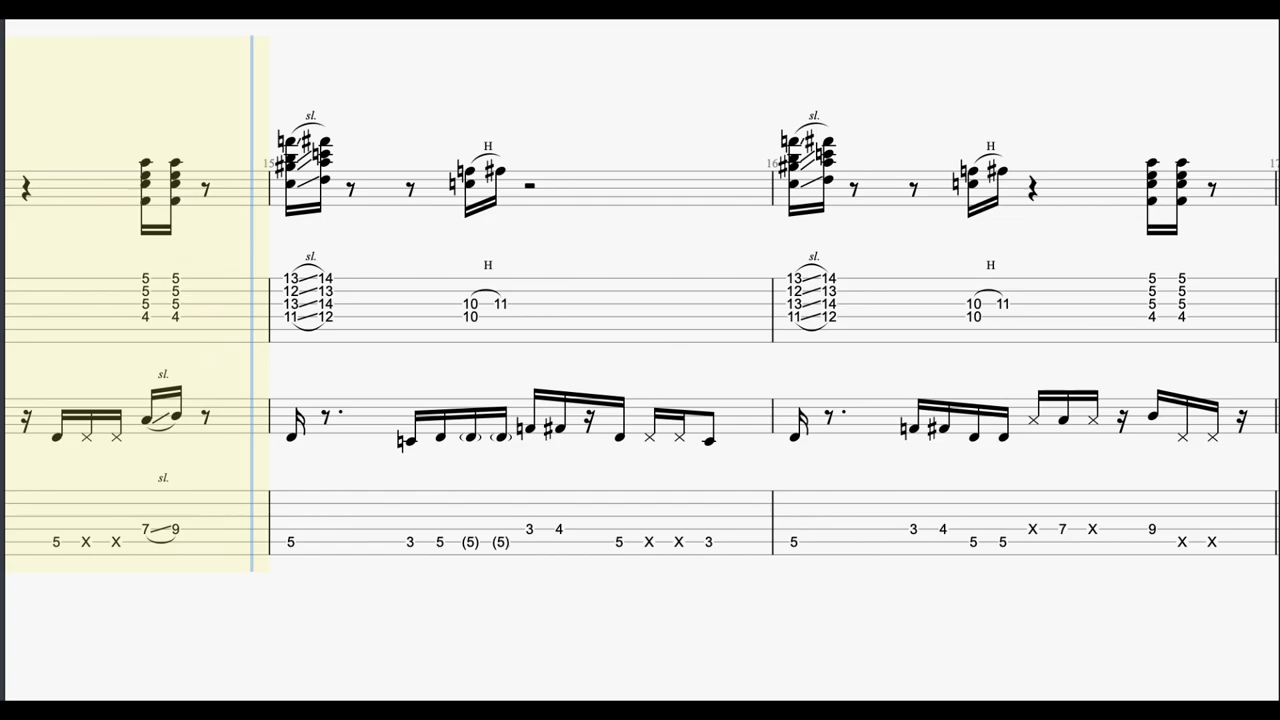 sl. sl.
H H
15 16 17
sl. H sl. H
5 5 13 14 13 14 5 5
5 5 12 13 12 13 5 5
5 5 13 14 10 11 13 14 10 11 5 5
4 4 11 12 10 11 12 10 4 4
sl.
sl.
7 9 3 4 3 4 X 7 X 9
5 X X 5 3 5 (5) (5) 5 X X 3 5 5 5 X X